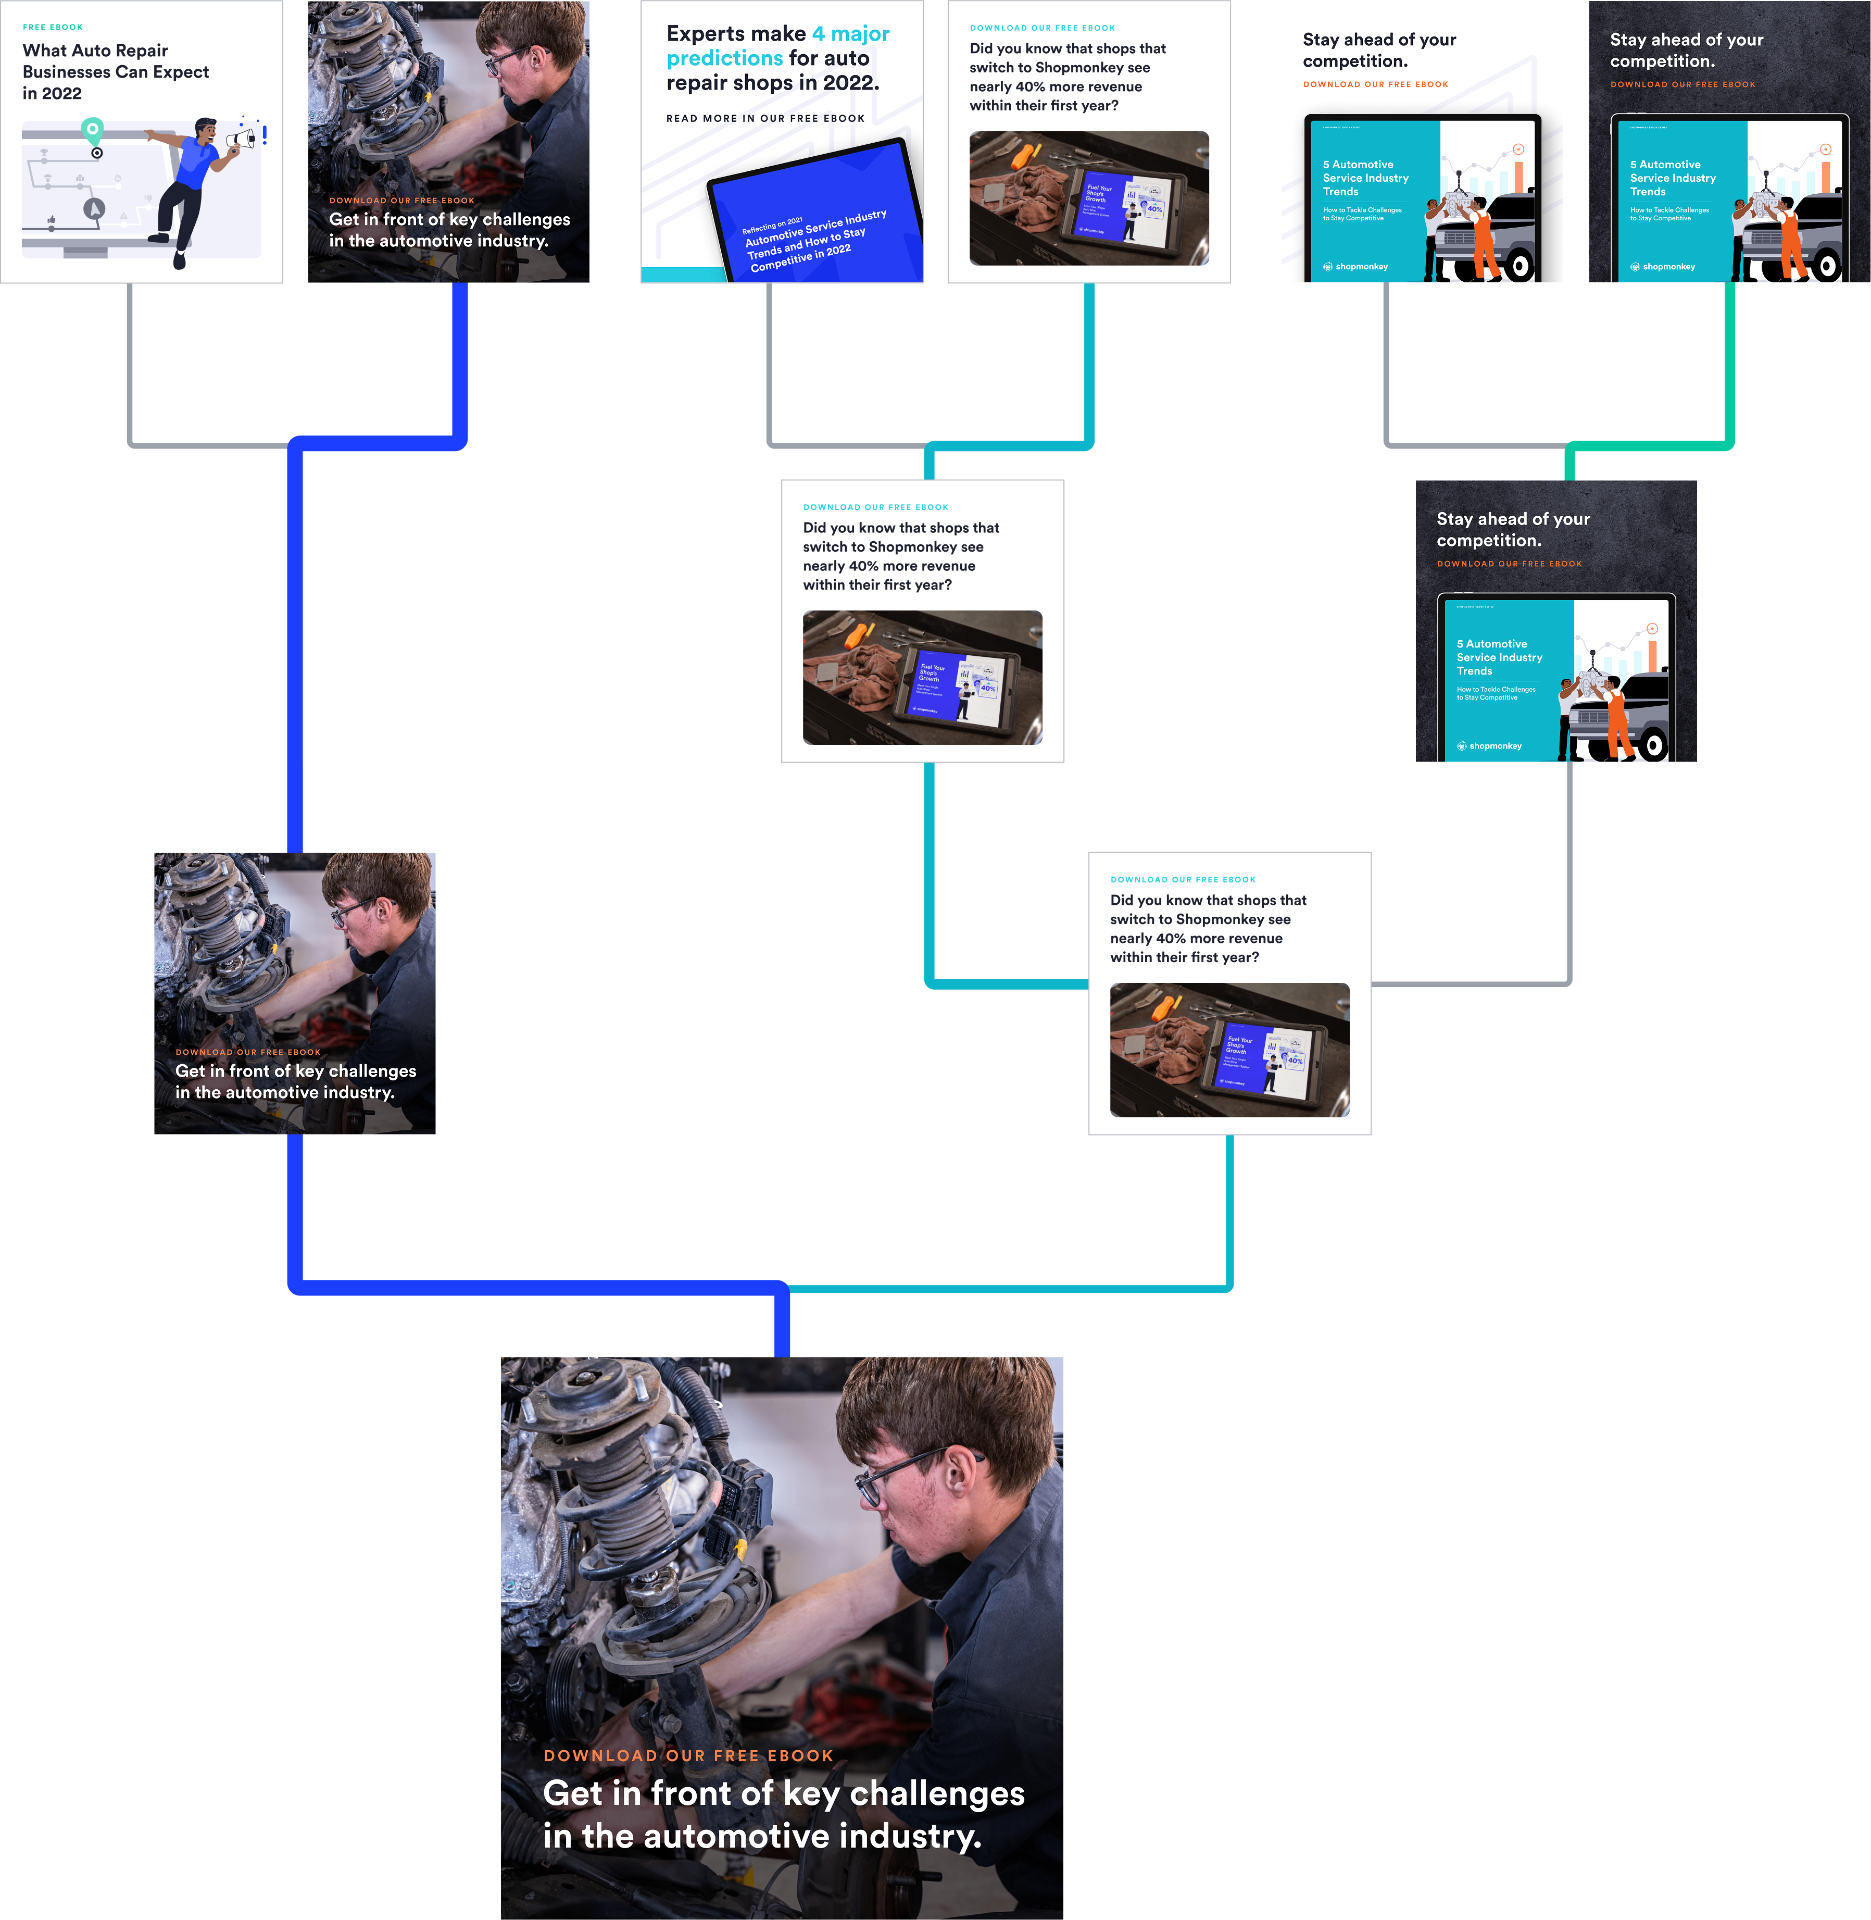 FREE EBOOK
What Auto Repair
Businesses Can Expect
in 2022
DOWNLOAD OUR FREE EBOOK
Get in front of key challenges
in the automotive industry.
Experts make 4 major
predictions for auto
repair shops in 2022.
READ MORE IN OUR FREE EBOOK
Reflecting on 2021
Automotive Service Industry
Trends and How to Stay
Competitive in 2022
DOWNLOAD OUR FREE EBOOK
Did you know that shops that
switch to Shopmonkey see
nearly 40% more revenue
within their first year?
Fuel Your
Shop's
Growth
40%
shopmonkey
Stay ahead of your
competition.
DOWNLOAD OUR FREE EBOOK
5 Automotive
Service Industry
Trends
How to Tackle Challenges
to Stay Competitive
shopmonkey
Stay ahead of your
competition.
DOWNLOAD OUR FREE EBOOK
5 Automotive
Service Industry
Trends
How to Tackle Challenges
to Stay Competitive
shopmonkey
DOWNLOAD OUR FREE EBOOK
Did you know that shops that
switch to Shopmonkey see
nearly 40% more revenue
within their first year?
Fuel Your
Shop's
Growth
40%
shopmonkey
Stay ahead of your
competition.
DOWNLOAD OUR FREE EBOOK
5 Automotive
Service Industry
Trends
How to Tackle Challenges
to Stay Competitive
shopmonkey
DOWNLOAD OUR FREE EBOOK
Get in front of key challenges
in the automotive industry.
DOWNLOAD OUR FREE EBOOK
Did you know that shops that
switch to Shopmonkey see
nearly 40% more revenue
within their first year?
Fuel Your
Shop's
Growth
40%
shopmonkey
DOWNLOAD OUR FREE EBOOK
Get in front of key challenges
in the automotive industry.